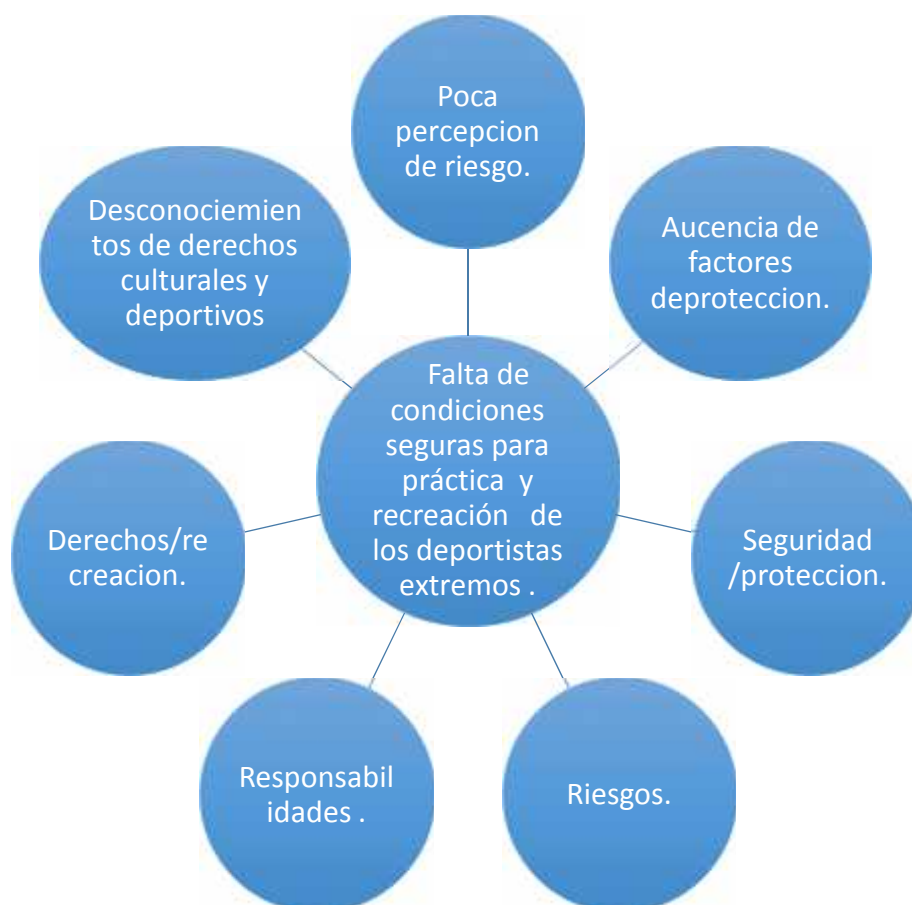 Poca
percepcion
de riesgo.
Desconociemien
tos de derechos
culturales y
deportivos
Aucencia de
factores
deproteccion.
Falta de
condiciones
seguras para
práctica y
recreación de
los deportistas
extremos .
Derechos/re
creacion.
Seguridad
/proteccion.
Responsabil
idades .
Riesgos.